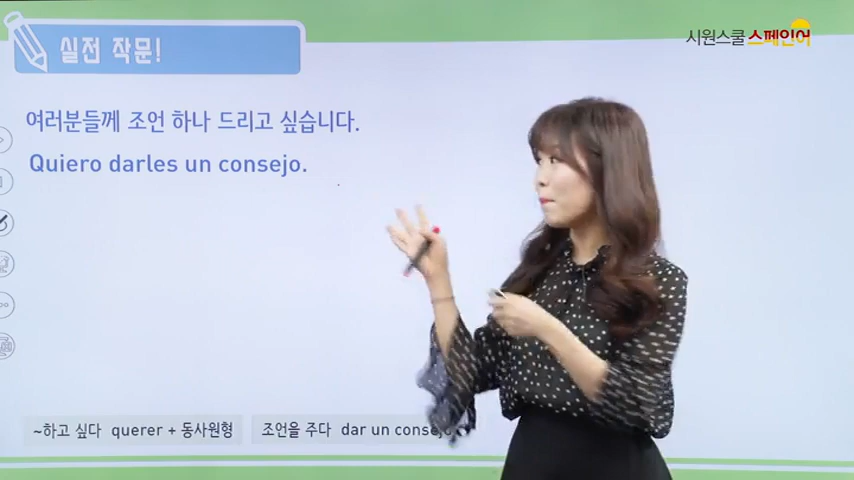 실전 작문!
시원스쿨 스페인어
여러분들께 조언 하나 드리고 싶습니다.
Quiero darles un consejo.
~하고 싶다 querer + 동사원형
조언을 주다 dar un consejo